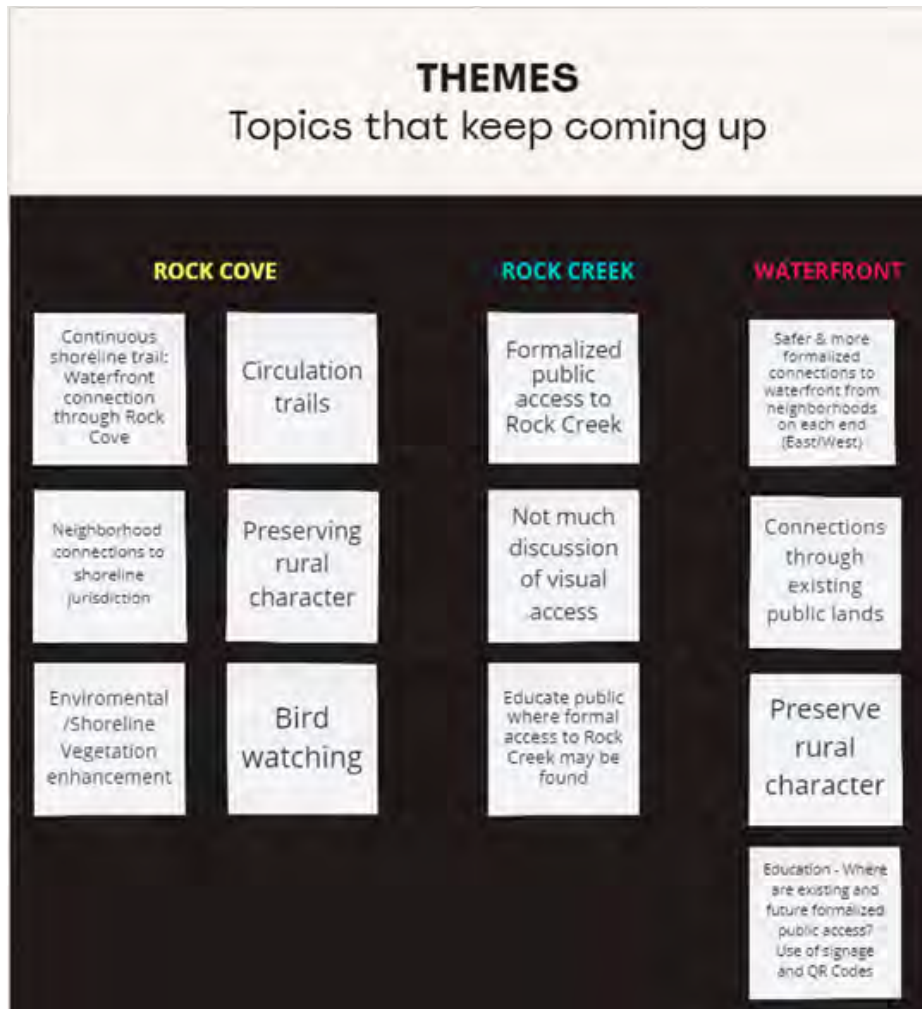 THEMES
Topics that keep coming up
ROCK COVE
Continuous
shoreline trail:
Waterfront
connection
through Rock
Cove
Circulation
trails
Neighborhood
connections to
shoreline
jurisdiction
Preserving
rural
character
Enviromental
/Shoreline
Vegetation
enhancement
Bird
watching
ROCK CREEK
Formalized
public
access to
Rock Creek
Not much
discussion
of visual
access
Educate public
where formal
access to Rock
Creek may be
found
WATERFRONT
Safer & more
formalized
connections to
waterfront from
neighborhoods
on each end
(East/West)
Connections
through
existing
public lands
Preserve
rural
character
Education - Where
are existing and
future formalized
public access?
Use of signage
and QR Codes